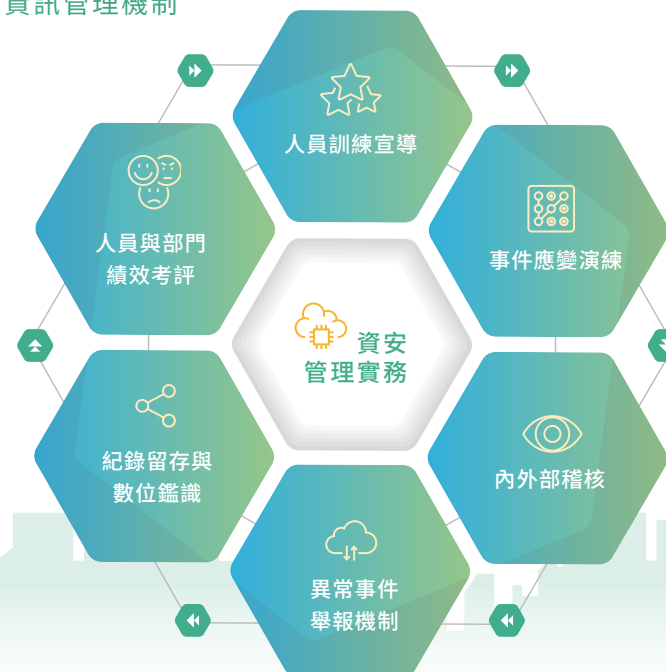 資訊管理機制
人員訓練宣導
事件應變演練
內外部稽核
異常事件
舉報機制
紀錄留存與
數位鑑識
人員與部門
績效考評
資安
管理實務